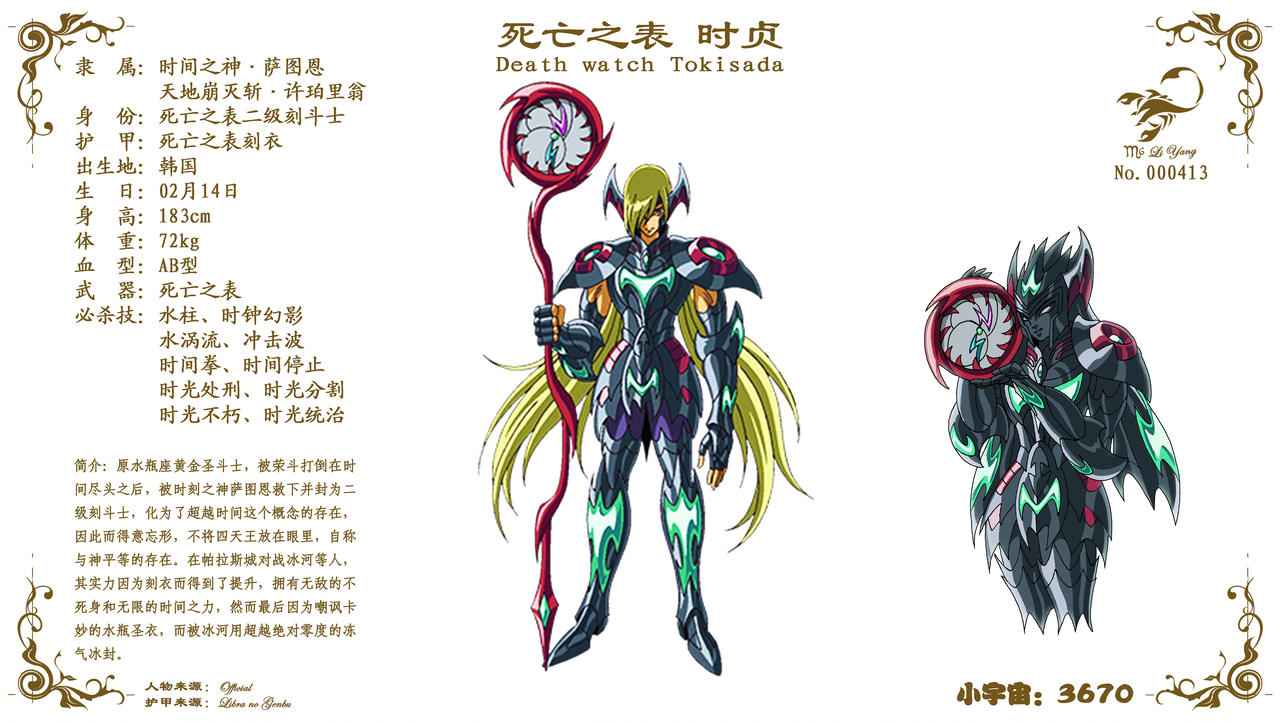 死亡之表 时贞
Death watch Tokisada
隶 属：时间之神·萨图恩
天地崩灭斩·许珀里翁
身 份：死亡之表二级刻斗士
护 甲：死亡之表刻衣
出生地：韩国
生 日：02月14日
身 高：183cm
体 重：72kg
血 型：AB型
武 器：死亡之表
必杀技：水柱、时钟幻影
水涡流、冲击波
时间拳、时间停止
时光处刑、时光分割
时光不朽、时光统治
简介：原水瓶座黄金圣斗士，被荣斗打倒在时
间尽头之后，被时刻之神萨图恩救下并封为二
级刻斗士，化为了超越时间这个概念的存在，
因此而得意忘形，不将四天王放在眼里，自称
与神平等的存在。在帕拉斯城对战冰河等人，
其实力因为刻衣而得到了提升，拥有无敌的不
死身和无限的时间之力，然而最后因为嘲讽卡
妙的水瓶圣衣，而被冰河用超越绝对零度的冻
气冰封。
人物来源：Official
护甲来源：Libra no Genbu
Li Yang
No.000413
小宇宙：3670